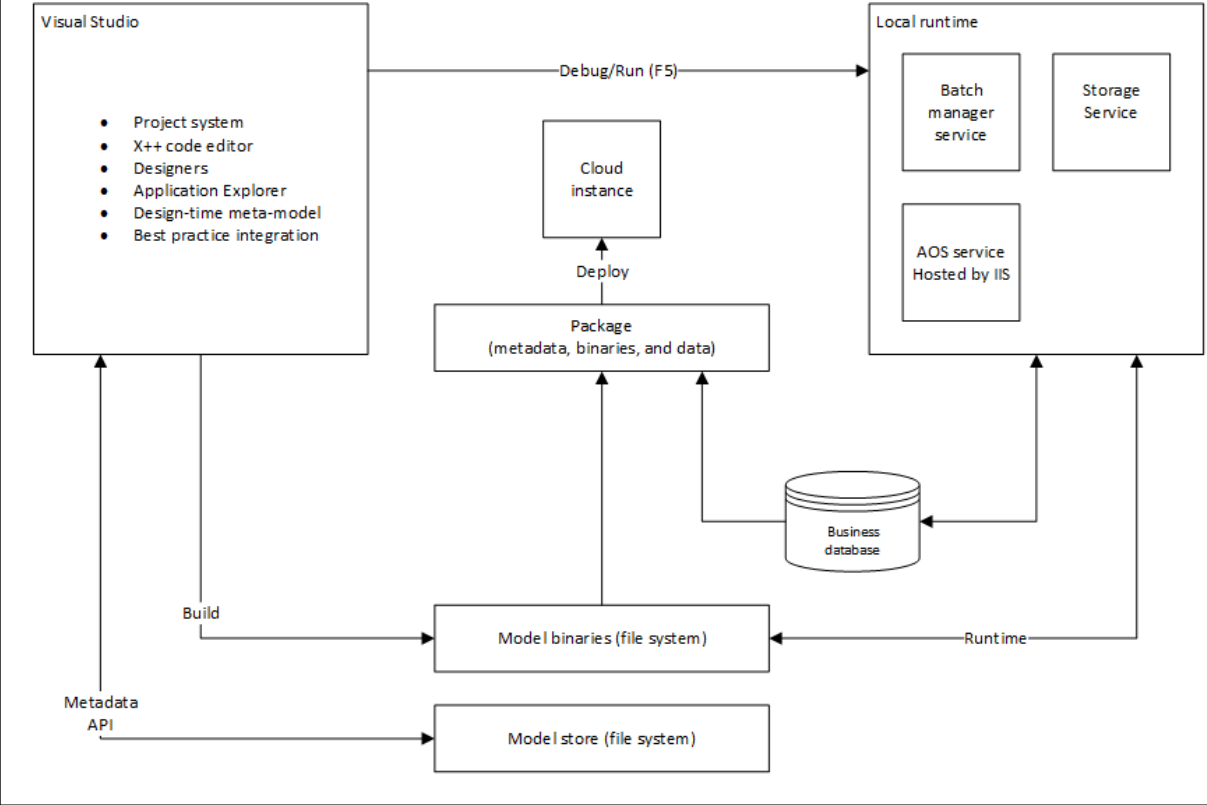 Visual Studio
• Project system
• X++ code editor
• Designers
• Application Explorer
• Design-time meta-model
• Best practice integration
Debug/Run (F5)
Local runtime
Batch
manager
service
Storage
Service
AOS service
Hosted by IIS
Cloud
instance
Deploy
Package
(metadata, binaries, and data)
Business
database
Build
Model binaries (file system)
Runtime
Metadata
API
Model store (file system)